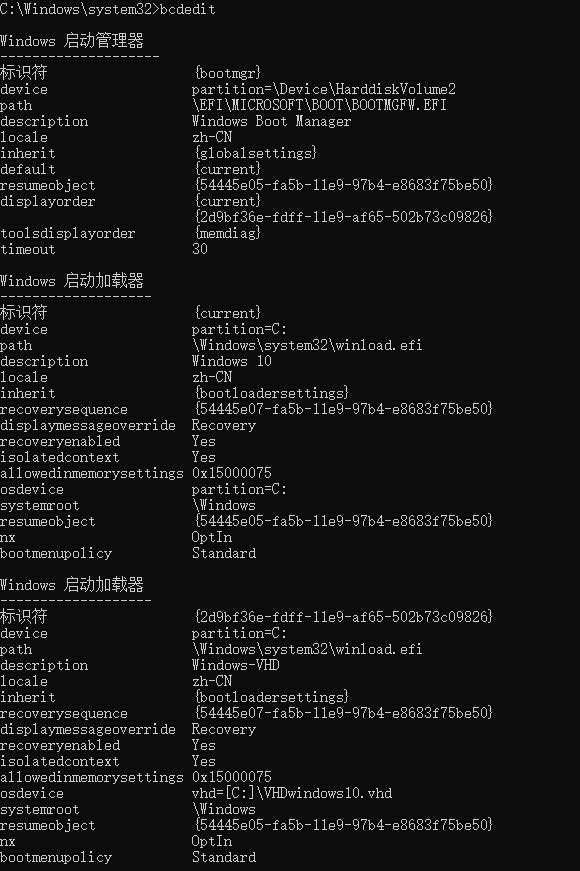 C:\Windows\system32>bcdedit
Windows 启动管理器
--------------------
标识符                  {bootmgr}
device                  partition=\Device\HarddiskVolume2
path                    \EFI\MICROSOFT\BOOT\BOOTMGFW.EFI
description             Windows Boot Manager
locale                  zh-CN
inherit                 {globalsettings}
default                 {current}
resumeobject            {54445e05-fa5b-11e9-97b4-e8683f75be50}
displayorder            {current}
                        {2d9bf36e-fdff-11e9-af65-502b73c09826}
toolsdisplayorder       {memdiag}
timeout                 30
Windows 启动加载器
-------------------
标识符                  {current}
device                  partition=C:
path                    \Windows\system32\winload.efi
description             Windows 10
locale                  zh-CN
inherit                 {bootloadersettings}
recoverysequence        {54445e07-fa5b-11e9-97b4-e8683f75be50}
displaymessageoverride  Recovery
recoveryenabled         Yes
isolatedcontext         Yes
allowedinmemorysettings 0x15000075
osdevice                partition=C:
systemroot              \Windows
resumeobject            {54445e05-fa5b-11e9-97b4-e8683f75be50}
nx                      OptIn
bootmenupolicy          Standard
Windows 启动加载器
-------------------
标识符                  {2d9bf36e-fdff-11e9-af65-502b73c09826}
device                  partition=C:
path                    \Windows\system32\winload.efi
description             Windows-VHD
locale                  zh-CN
inherit                 {bootloadersettings}
recoverysequence        {54445e07-fa5b-11e9-97b4-e8683f75be50}
displaymessageoverride  Recovery
recoveryenabled         Yes
isolatedcontext         Yes
allowedinmemorysettings 0x15000075
osdevice                vhd=[C:]\VHDwindows10.vhd
systemroot              \Windows
resumeobject            {54445e05-fa5b-11e9-97b4-e8683f75be50}
nx                      OptIn
bootmenupolicy          Standard